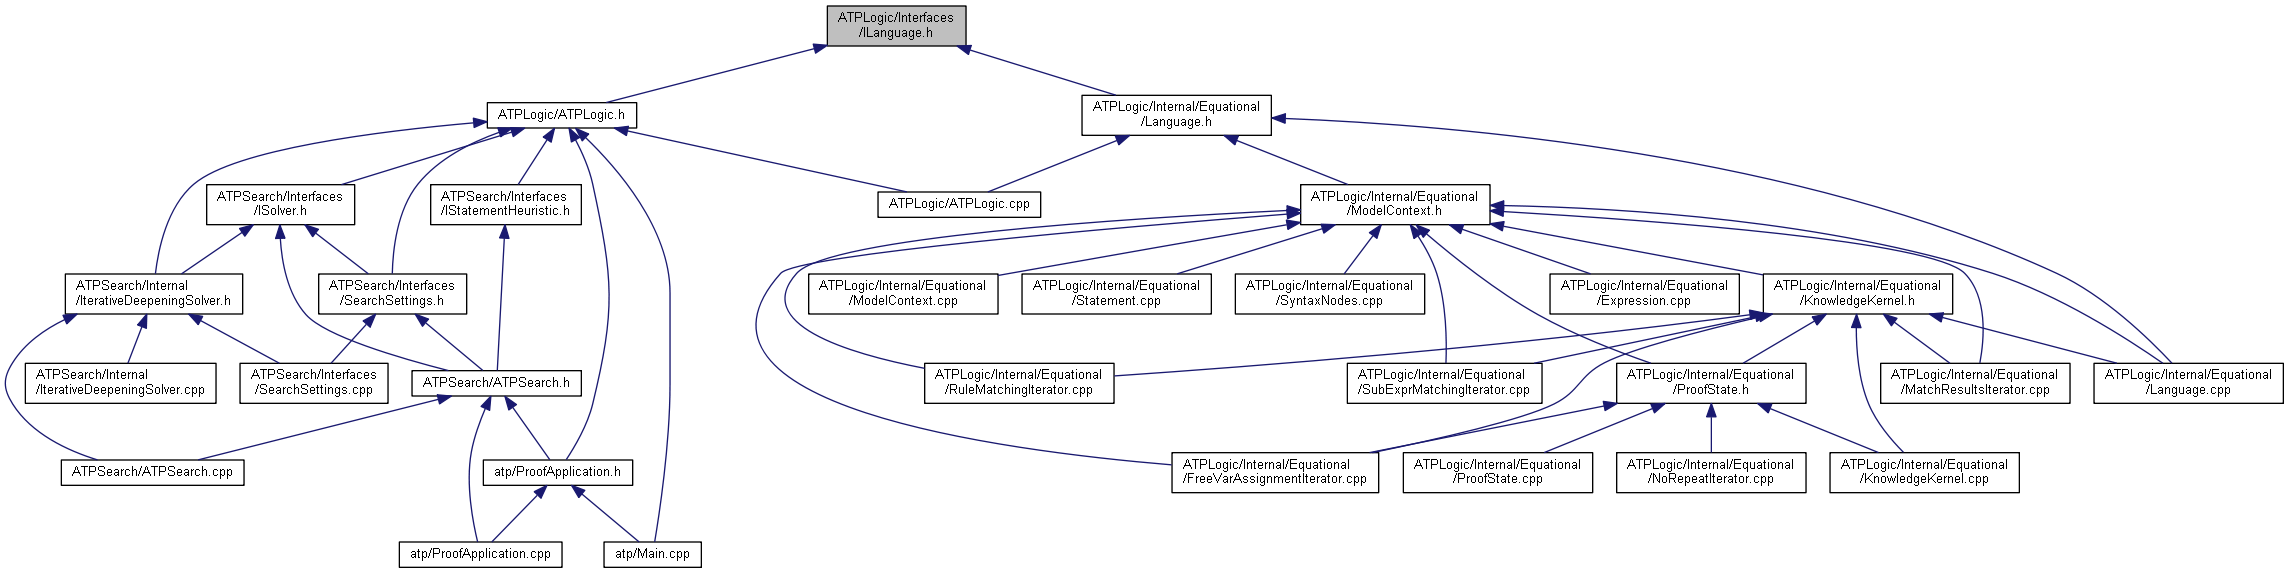 ATPLogic/Interfaces
/ILanguage.h
ATPLogic/ATPLogic.h
ATPLogic/Internal/Equational
/Language.h
ATPSearch/Interfaces
/ISolver.h
ATPSearch/Interfaces
/IStatementHeuristic.h
ATPLogic/ATPLogic.cpp
ATPLogic/Internal/Equational
/ModelContext.h
ATPSearch/Internal
/IterativeDeepeningSolver.h
ATPSearch/Interfaces
/SearchSettings.h
ATPLogic/Internal/Equational
/ModelContext.cpp
ATPLogic/Internal/Equational
/Statement.cpp
ATPLogic/Internal/Equational
/SyntaxNodes.cpp
ATPLogic/Internal/Equational
/Expression.cpp
ATPLogic/Internal/Equational
/KnowledgeKernel.h
ATPSearch/Internal
/IterativeDeepeningSolver.cpp
ATPSearch/Interfaces
/SearchSettings.cpp
ATPSearch/ATPSearch.h
ATPLogic/Internal/Equational
/RuleMatchingIterator.cpp
ATPLogic/Internal/Equational
/SubExprMatchingIterator.cpp
ATPLogic/Internal/Equational
/ProofState.h
ATPLogic/Internal/Equational
/MatchResultsIterator.cpp
ATPLogic/Internal/Equational
/Language.cpp
ATPSearch/ATPSearch.cpp
atp/ProofApplication.h
ATPLogic/Internal/Equational
/FreeVarAssignmentIterator.cpp
ATPLogic/Internal/Equational
/ProofState.cpp
ATPLogic/Internal/Equational
/NoRepeatIterator.cpp
ATPLogic/Internal/Equational
/KnowledgeKernel.cpp
atp/ProofApplication.cpp
atp/Main.cpp